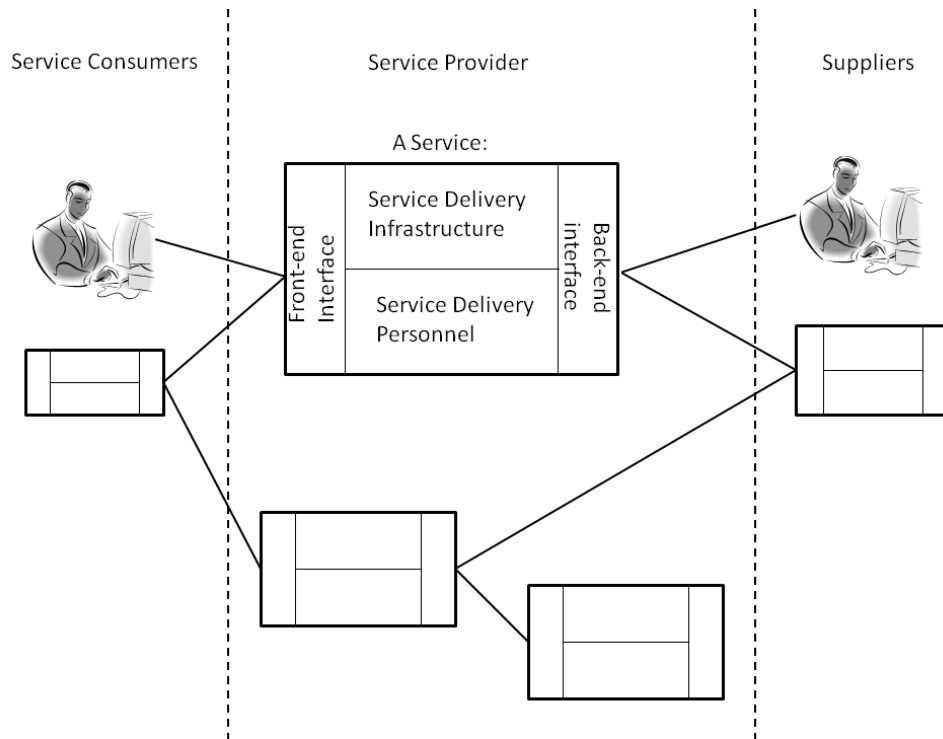 Service Consumers
Service Provider
Suppliers
A Service:
Front-end
Interface
Service Delivery
Infrastructure
Service Delivery
Personnel
Back-end
interface